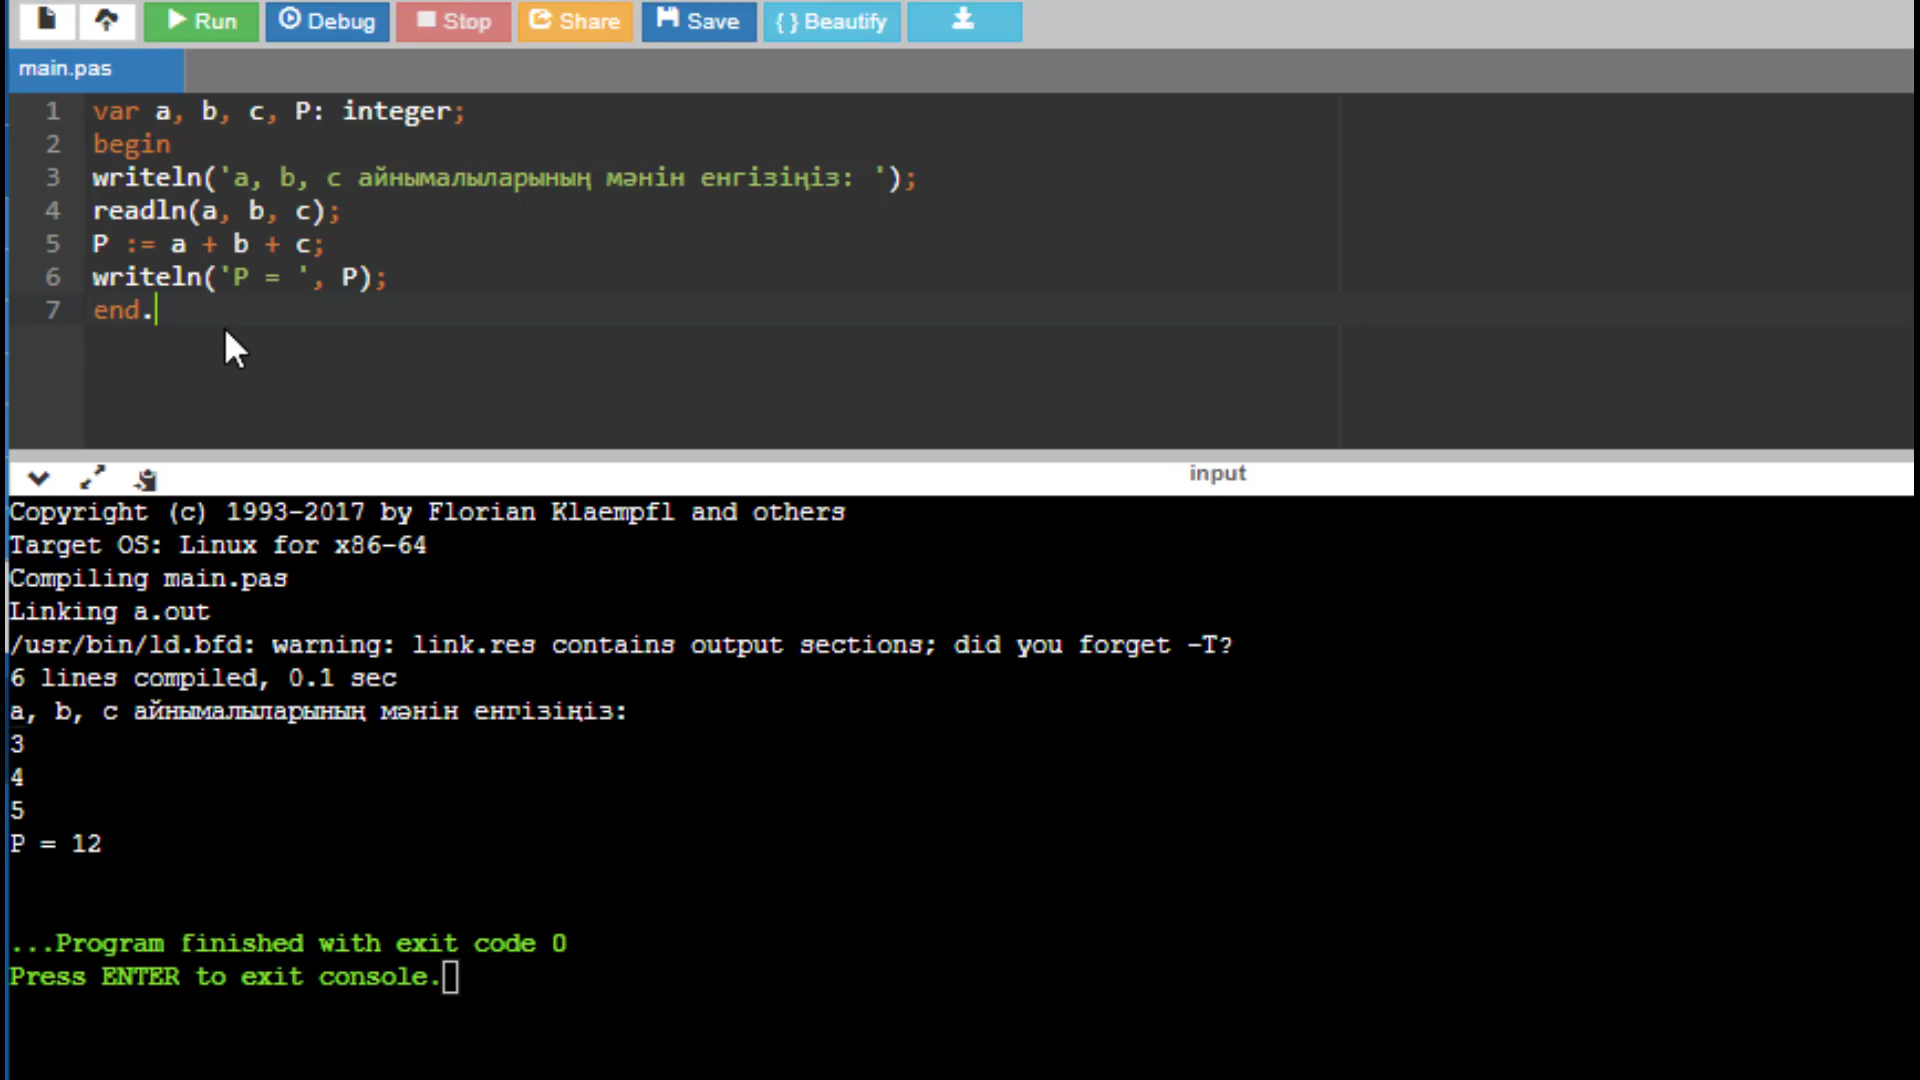 Run Debug Stop Share Save { } Beautify
main.pas
1 var a, b, c, P: integer;
2 begin
3 writeln('a, b, c айнымалыларының мәнін енгізіңіз: ');
4 readln(a, b, c);
5 P := a + b + c;
6 writeln('P = ', P);
7 end.
input
Copyright (c) 1993-2017 by Florian Klaempfl and others
Target OS: Linux for x86-64
Compiling main.pas
Linking a.out
/usr/bin/ld.bfd: warning: link.res contains output sections; did you forget -T?
6 lines compiled, 0.1 sec
a, b, c айнымалыларының мәнін енгізіңіз:
3
4
5
P = 12
...Program finished with exit code 0
Press ENTER to exit console.